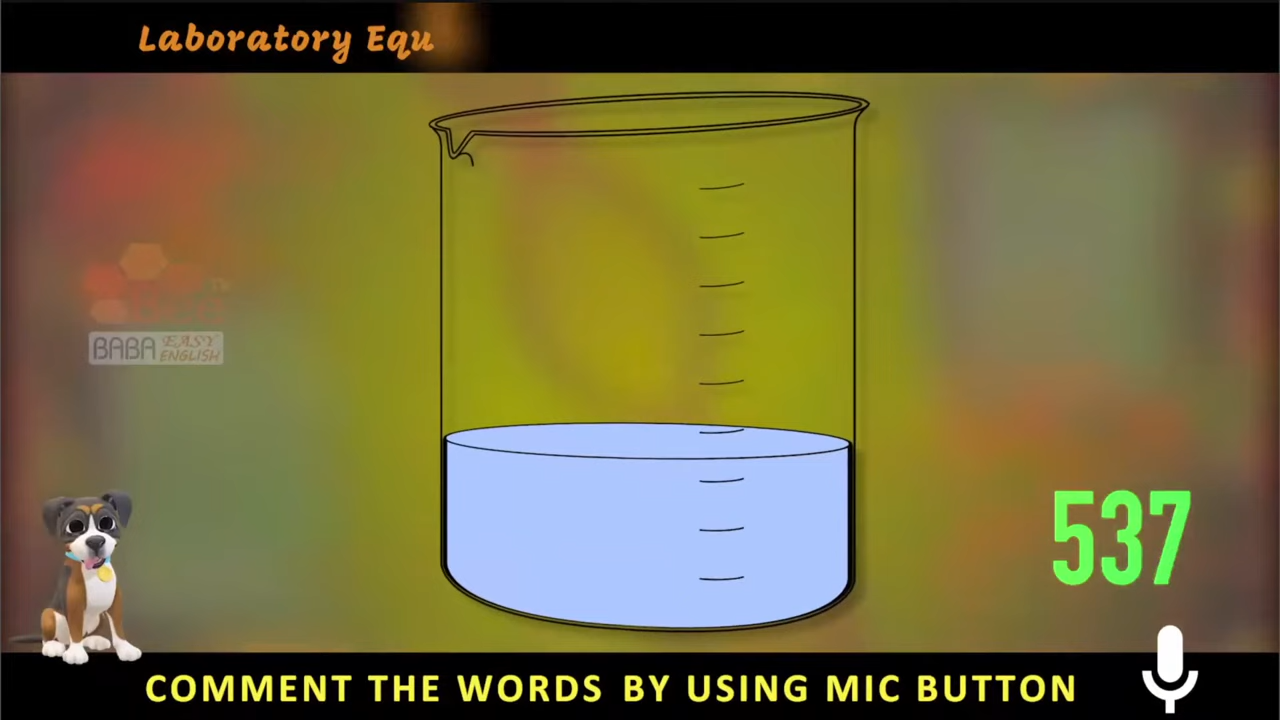 Laboratory Equ
BABA EASY ENGLISH
537
COMMENT THE WORDS BY USING MIC BUTTON